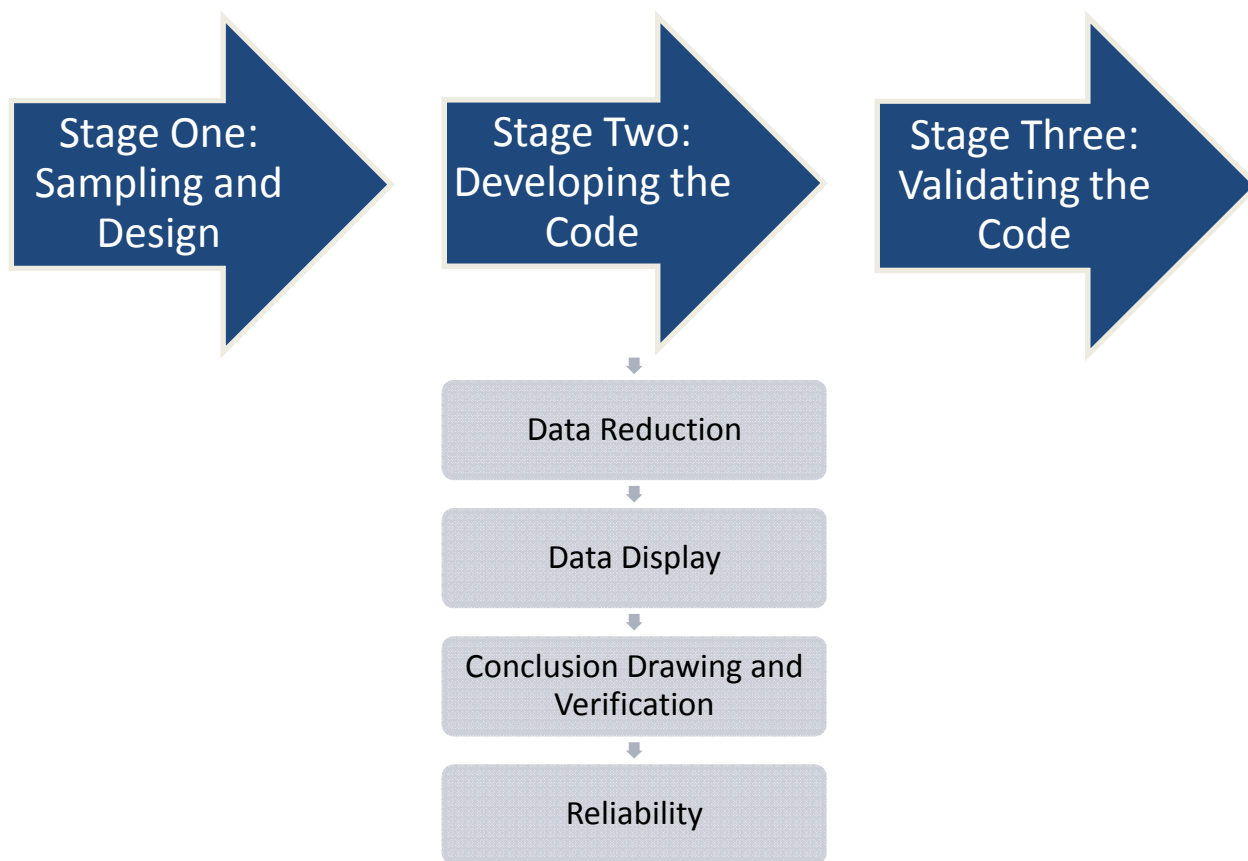 Stage One:
Sampling and
Design
Stage Two:
Developing the
Code
Stage Three:
Validating the
Code
Data Reduction
Data Display
Conclusion Drawing and
Verification
Reliability